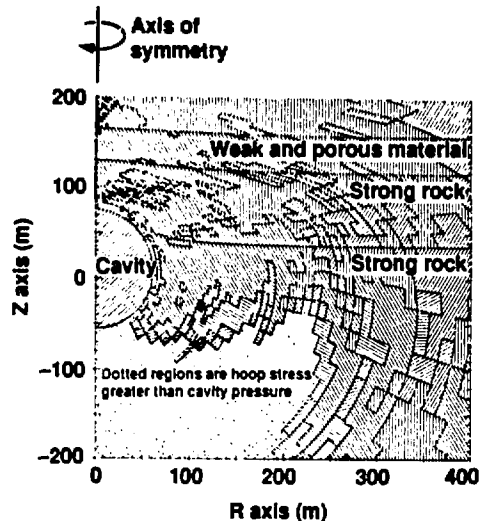 Axis of
symmetry
200
100
0
−100
−200
Z axis (m)
Weak and porous material
Strong rock
Strong rock
Cavity
Dotted regions are hoop stress
greater than cavity pressure
0
100
200
300
400
R axis (m)